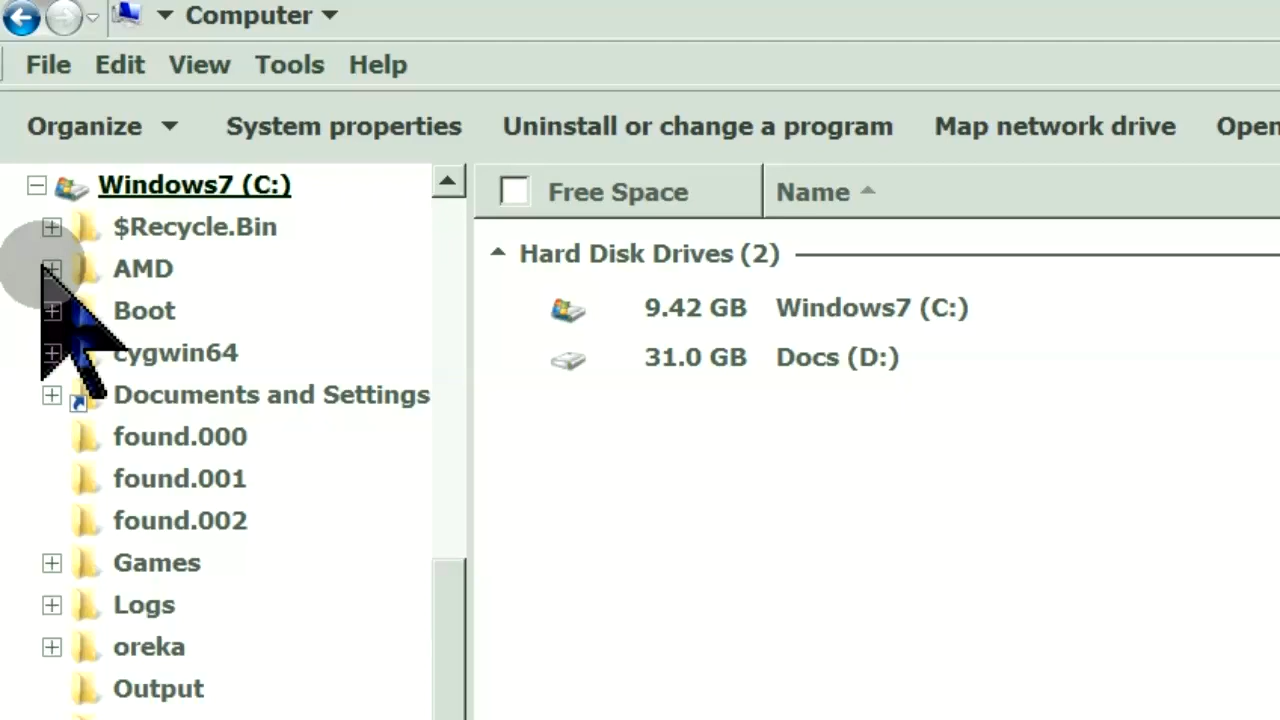 Computer
File Edit View Tools Help
Organize System properties Uninstall or change a program Map network drive Open
Windows7 (C:)
$Recycle.Bin
AMD
Boot
cygwin64
Documents and Settings
found.000
found.001
found.002
Games
Logs
oreka
Output
Free Space Name
Hard Disk Drives (2)
9.42 GB Windows7 (C:)
31.0 GB Docs (D:)